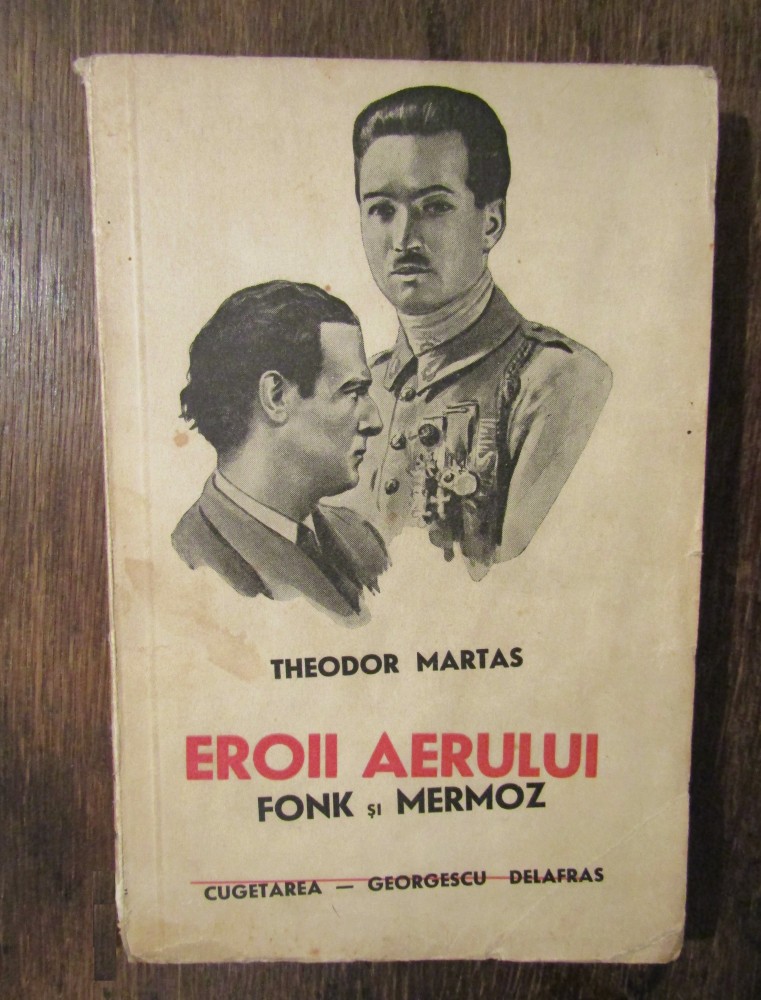 THEODOR MARTAS
EROII AERULUI
FONK ȘI MERMOZ
CUGETAREA — GEORGESCU DELAFRAS